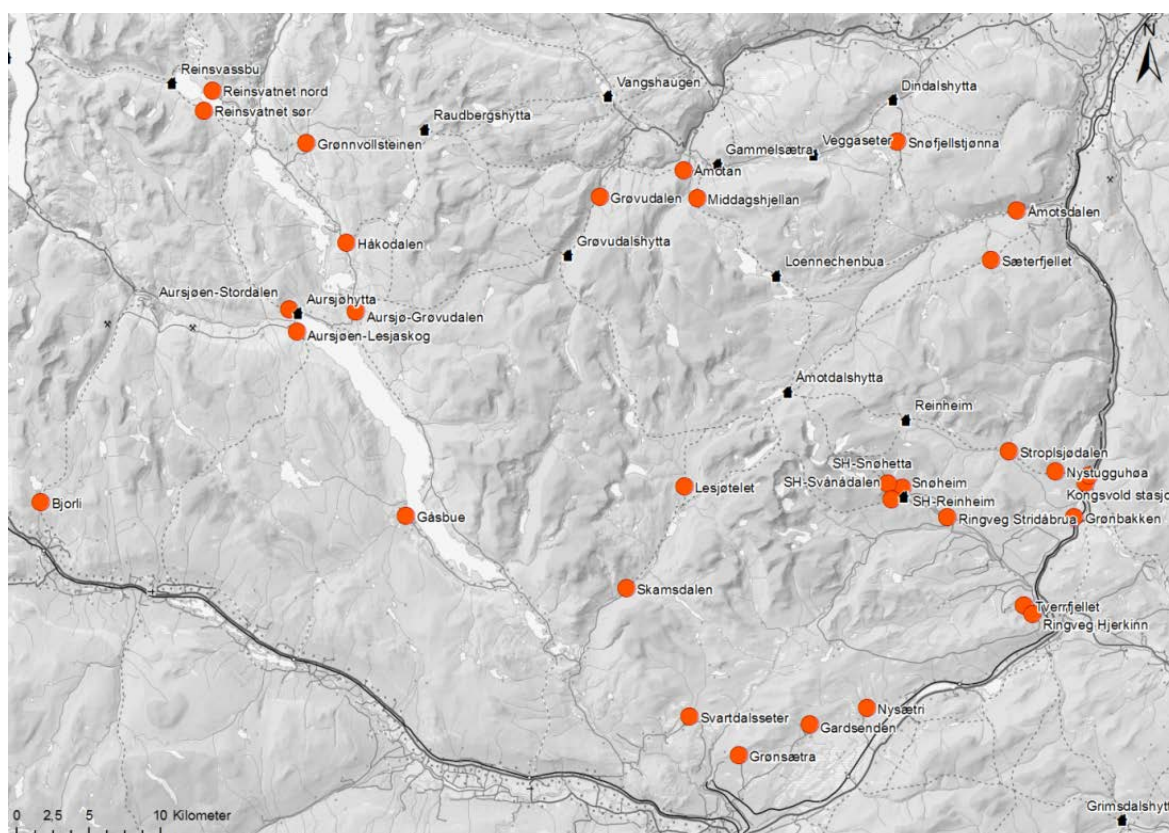 N
Reinsvassbu
Reinsvatnet nord
Reinsvatnet sør
Vangshaugen
Dindalshytta
Raudbergshytta
Grønnvollsteinen
Gammelsætra
Veggaseter
Snøfjellstjønna
Åmotan
Grøvudalen
Middagshjellan
Åmotsdalen
Håkodalen
Grøvudalshytta
Sæterfjellet
Loennechenbua
Aursjøen-Stordalen
Aursjøhytta
Aursjø-Grøvudalen
Aursjøen-Lesjaskog
Åmotdalshytta
Reinheim
Stroplsjødalen
SH-Snøhetta
Nystugguhøa
SH-Svånådalen
Snøheim
Lesjøtelet
Kongsvold stasjo
SH-Reinheim
Bjorli
Gåsbue
Ringveg Stridåbrua
Grønbakken
Skamsdalen
Tverrfjellet
Ringveg Hjerkinn
Nysætri
Svartdalsseter
Gardsenden
Grønsætra
Grimsdalshytt
0 2,5 5 10 Kilometer